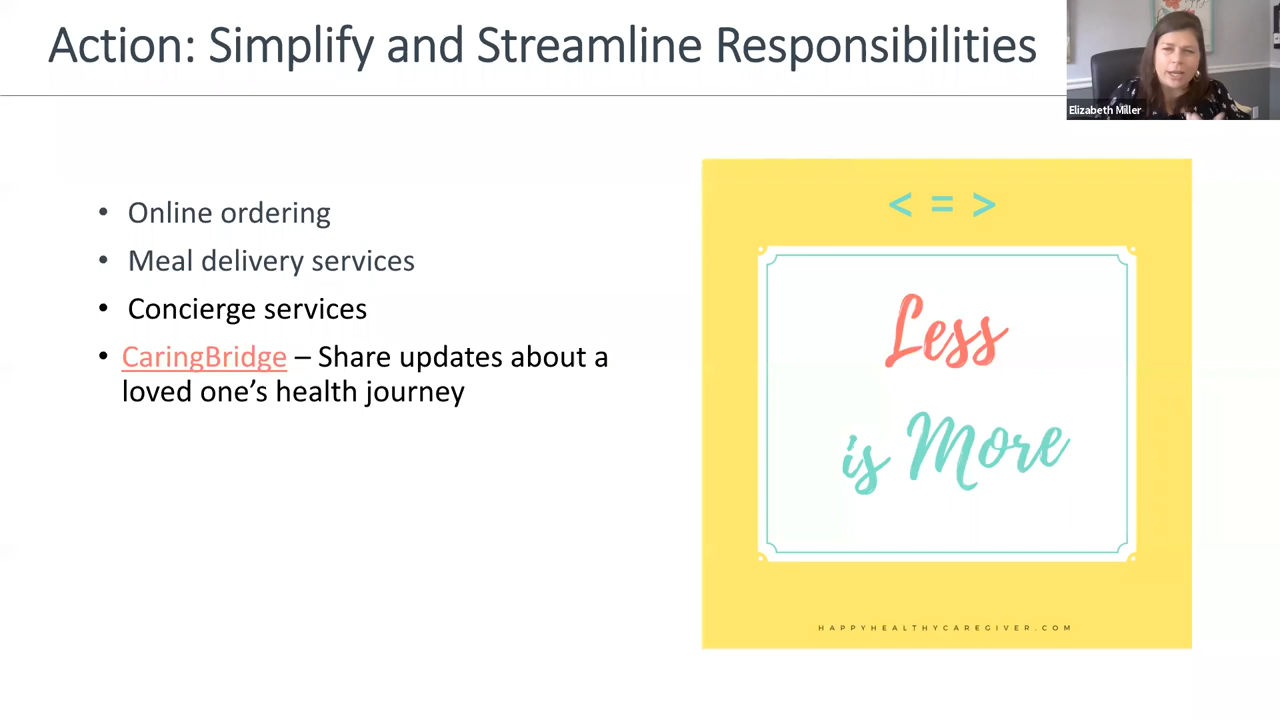 Action: Simplify and Streamline Responsibilities
Elizabeth Miller
• Online ordering
• Meal delivery services
• Concierge services
• CaringBridge – Share updates about a
loved one’s health journey
< = >
Less
is More
HAPPYHEALTHYCAREGIVER.COM